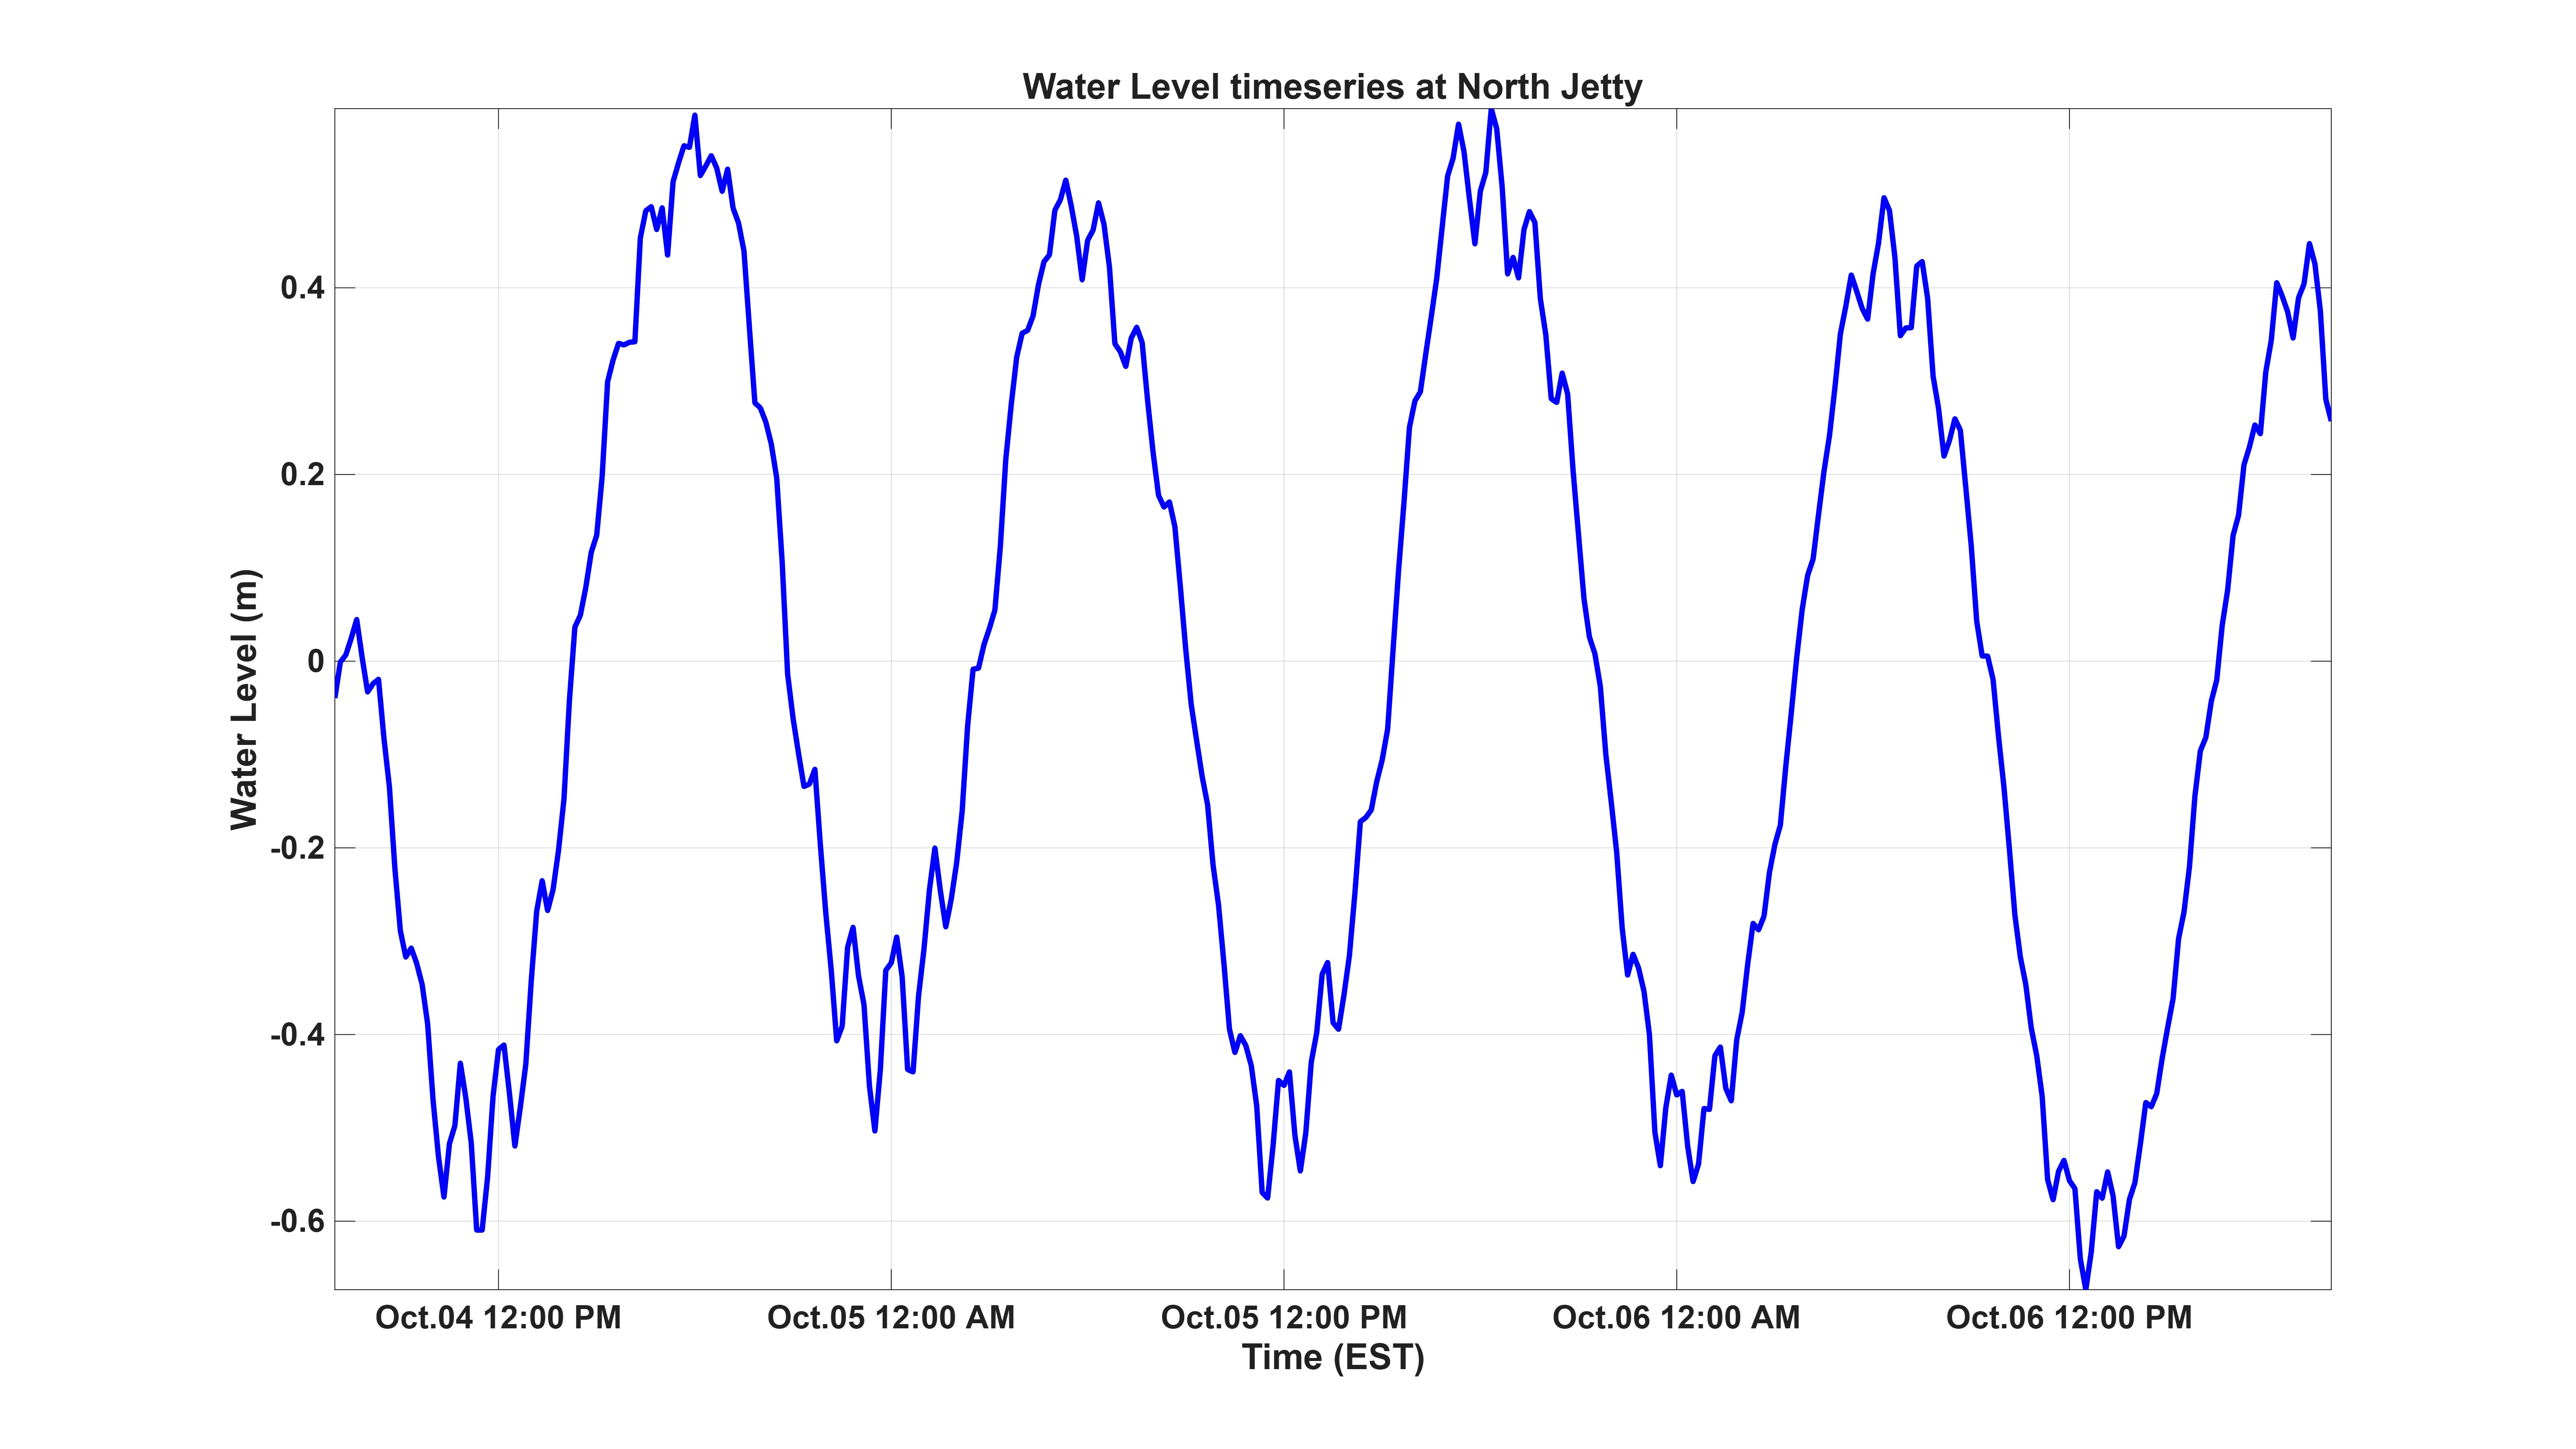 Water Level timeseries at North Jetty
Water Level (m)
0.4
0.2
0
-0.2
-0.4
-0.6
Oct.04 12:00 PM
Oct.05 12:00 AM
Oct.05 12:00 PM
Oct.06 12:00 AM
Oct.06 12:00 PM
Time (EST)